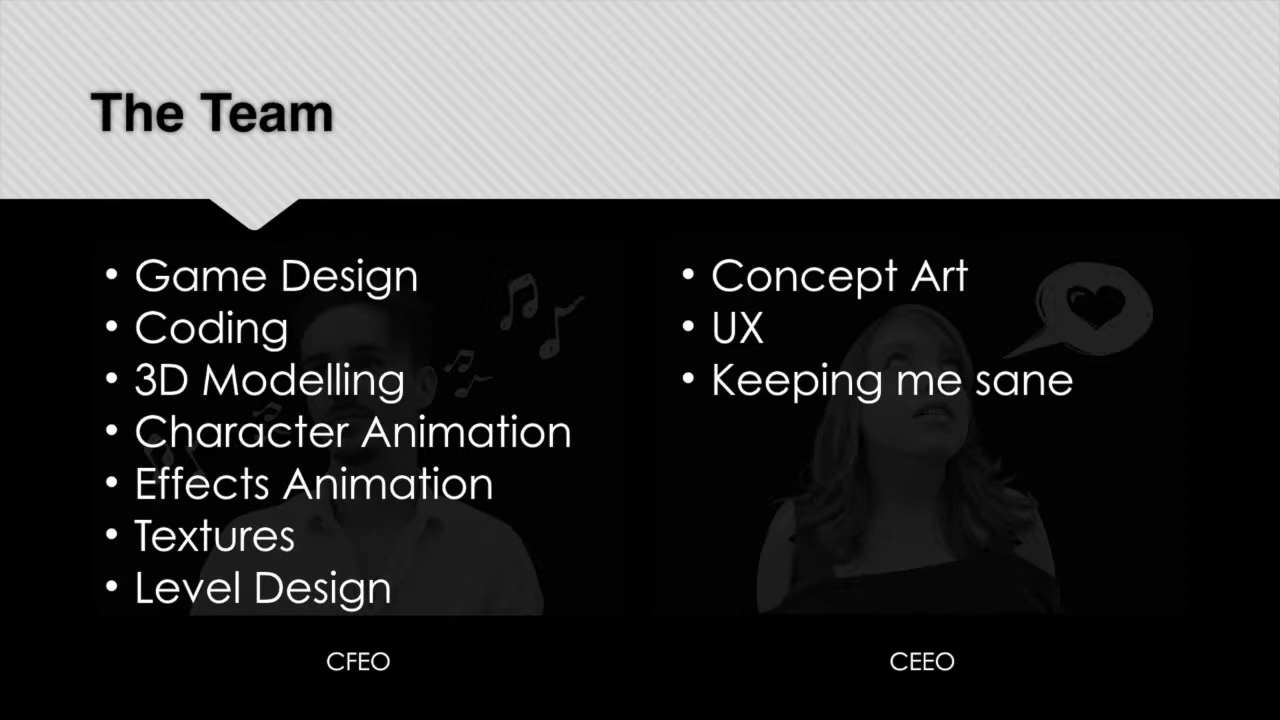 The Team
• Game Design
• Coding
• 3D Modelling
• Character Animation
• Effects Animation
• Textures
• Level Design
CFEO
• Concept Art
• UX
• Keeping me sane
CEEO